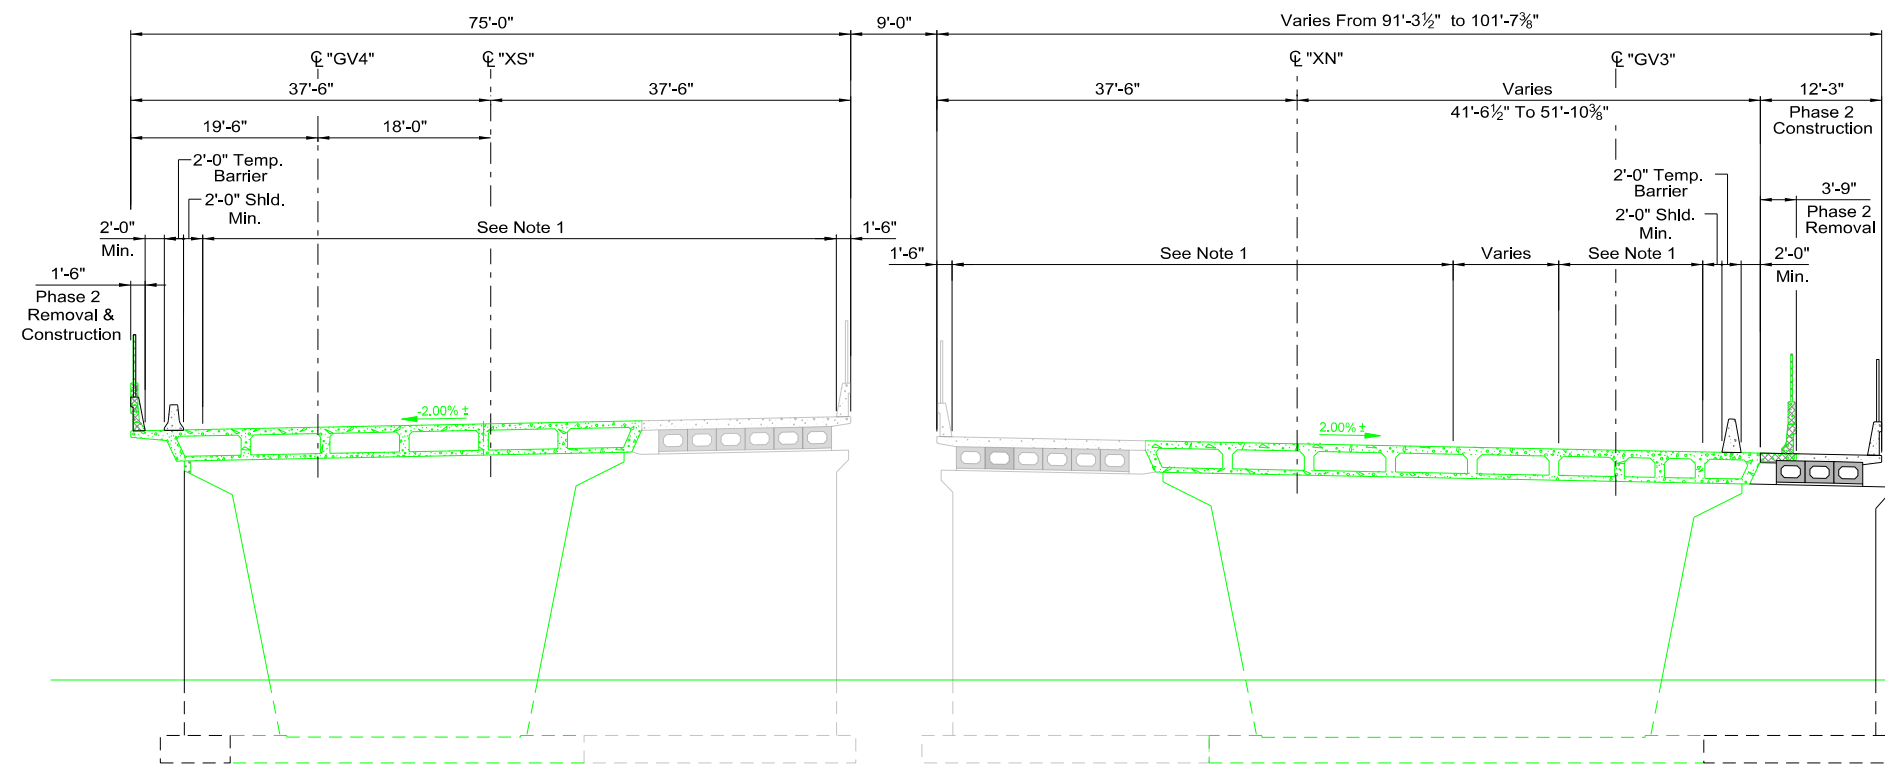 75'-0"
9'-0"
Varies From 91'-3½" to 101'-7⅜"
℄ "GV4"
℄ "XS"
℄ "XN"
℄ "GV3"
37'-6"
37'-6"
37'-6"
Varies
41'-6½" To 51'-10⅜"
12'-3"
Phase 2
Construction
19'-6"
18'-0"
2'-0" Temp.
Barrier
2'-0" Shld.
Min.
2'-0" Temp.
Barrier
2'-0" Shld.
Min.
3'-9"
Phase 2
Removal
2'-0"
Min.
See Note 1
1'-6"
1'-6"
See Note 1
Varies
See Note 1
2'-0"
Min.
1'-6"
Phase 2
Removal &
Construction
-2.00% ±
2.00% ±